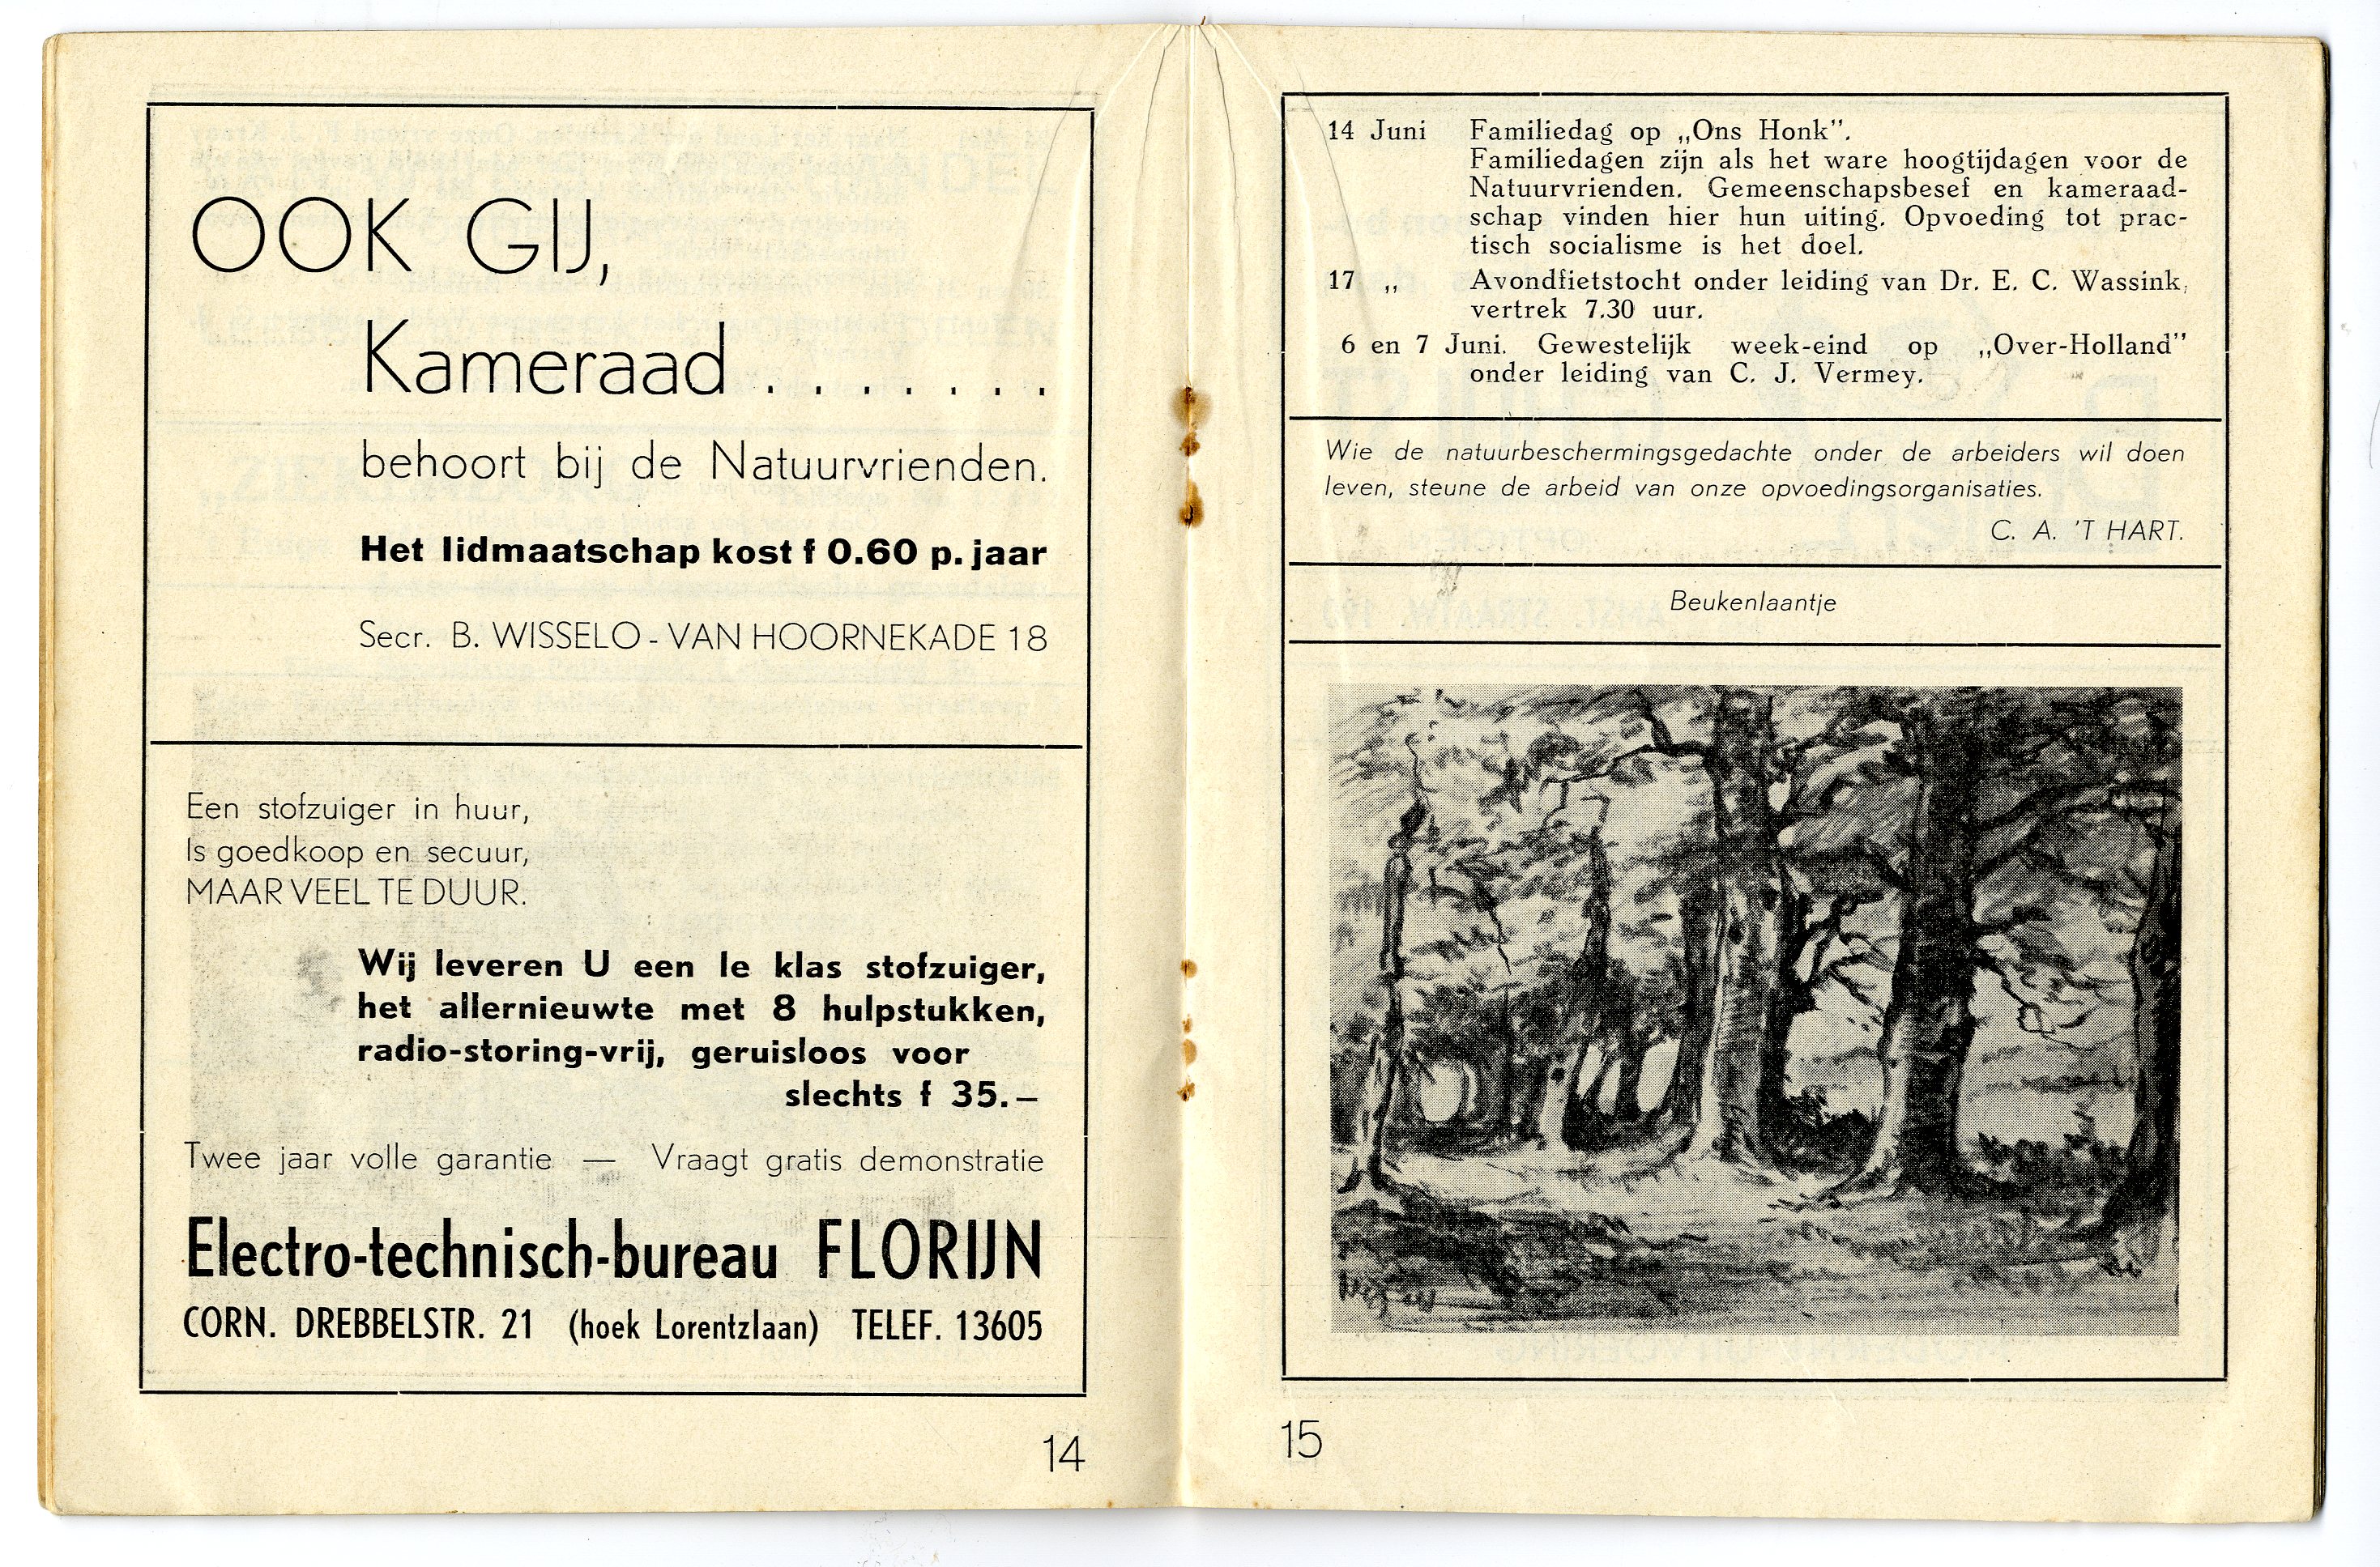 OOK GIJ,
Kameraad . . . . . . .
behoort bij de Natuurvrienden.
Het lidmaatschap kost f 0.60 p. jaar
Secr. B. WISSELO - VAN HOORNEKADE 18
Een stofzuiger in huur,
Is goedkoop en secuur,
MAAR VEEL TE DUUR.
Wij leveren U een Ie klas stofzuiger,
het allernieuwte met 8 hulpstukken,
radio-storing-vrij, geruisloos voor
slechts f 35.—
Twee jaar volle garantie — Vraagt gratis demonstratie
Electro-technisch-bureau FLORIJN
CORN. DREBBELSTR. 21 (hoek Lorentzlaan) TELEF. 13605
14
14 Juni Familiedag op „Ons Honk”.
Familiedagen zijn als het ware hoogtijdagen voor de
Natuurvrienden. Gemeenschapsbesef en kameraad-
schap vinden hier hun uiting. Opvoeding tot prac-
tisch socialisme is het doel.
17 „ Avondfietstocht onder leiding van Dr. E. C. Wassink,
vertrek 7.30 uur.
6 en 7 Juni. Gewestelijk week-eind op „Over-Holland”
onder leiding van C. J. Vermey.
Wie de natuurbeschermingsgedachte onder de arbeiders wil doen
leven, steune de arbeid van onze opvoedingsorganisaties.
C. A. 'T HART.
Beukenlaantje
15